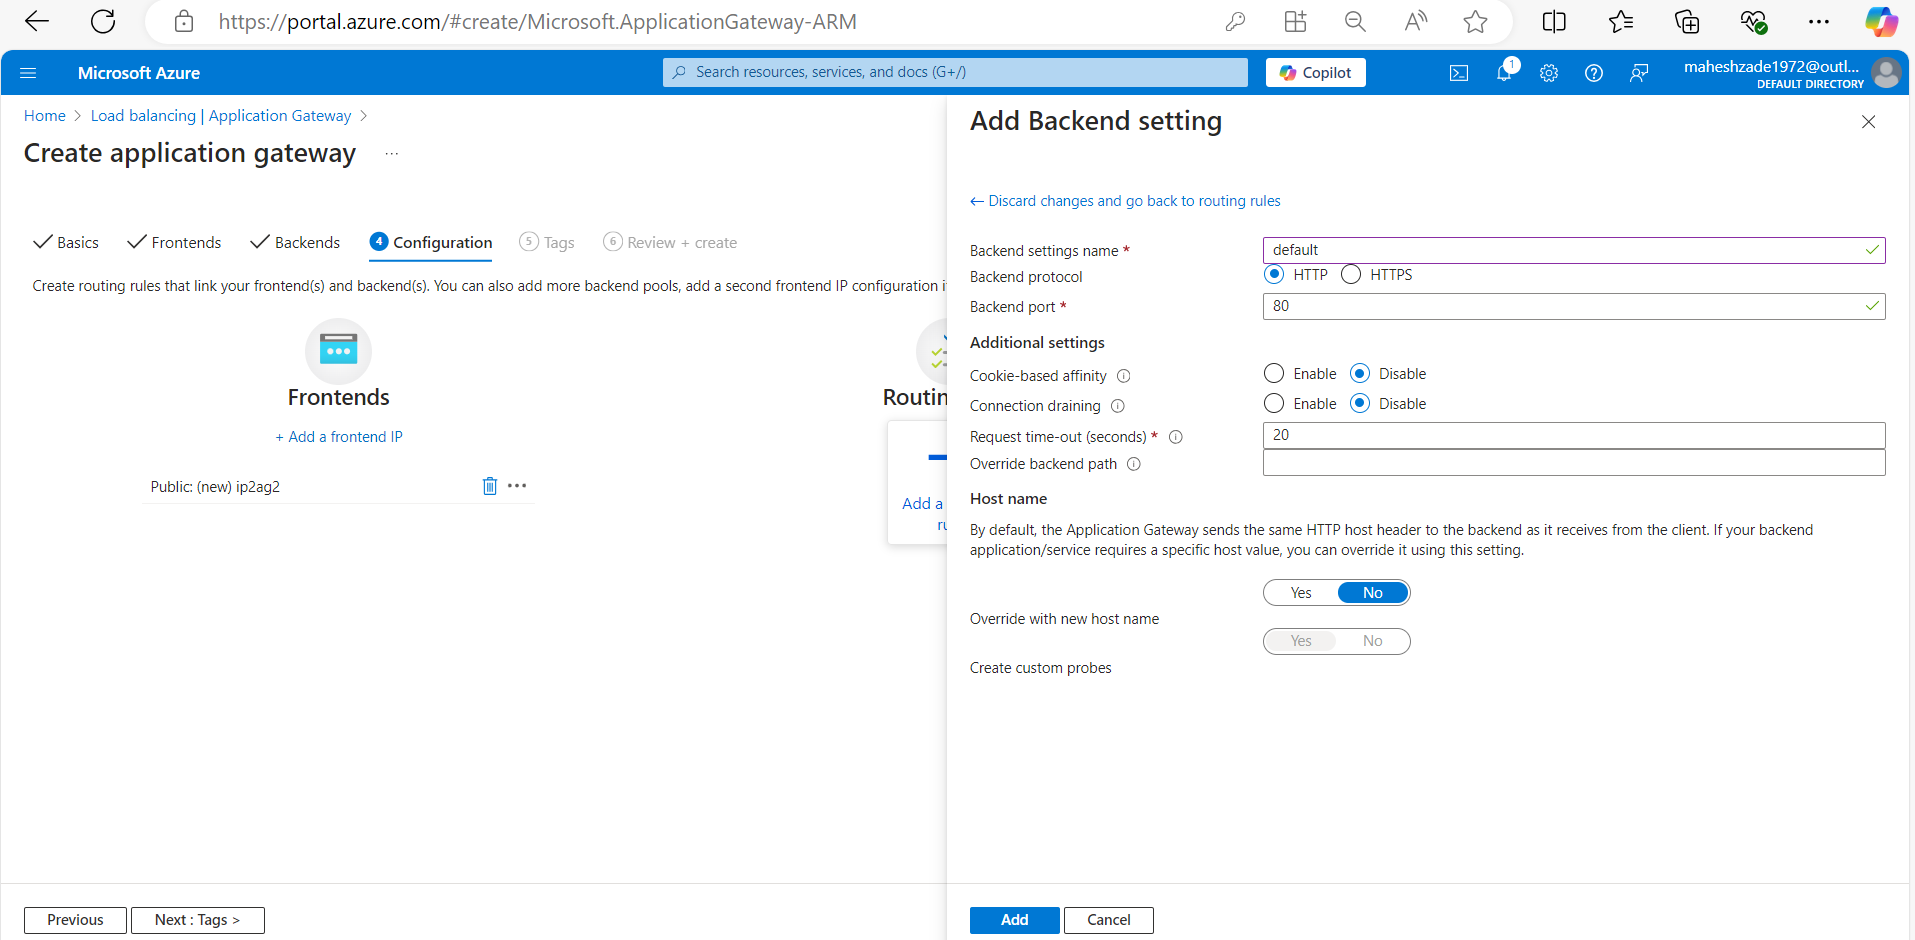 https://portal.azure.com/#create/Microsoft.ApplicationGateway-ARM
Microsoft Azure
Search resources, services, and docs (G+/)
Copilot
1
maheshzade1972@outl...
DEFAULT DIRECTORY
Home > Load balancing | Application Gateway >
Create application gateway ...
Basics Frontends Backends 4 Configuration 5 Tags 6 Review + create
Create routing rules that link your frontend(s) and backend(s). You can also add more backend pools, add a second frontend IP configuration
Frontends
+ Add a frontend IP
Public: (new) ip2ag2
Routin
Add a
Previous
Next : Tags >
Add Backend setting
← Discard changes and go back to routing rules
Backend settings name * default
Backend protocol HTTP HTTPS
Backend port * 80
Additional settings
Cookie-based affinity Enable Disable
Connection draining Enable Disable
Request time-out (seconds) * 20
Override backend path
Host name
By default, the Application Gateway sends the same HTTP host header to the backend as it receives from the client. If your backend
application/service requires a specific host value, you can override it using this setting.
Yes No
Override with new host name
Yes No
Create custom probes
Add
Cancel